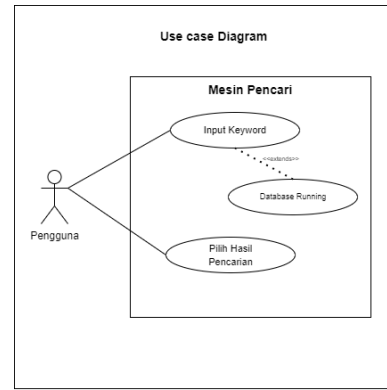 Use case Diagram
Mesin Pencari
Input Keyword
<<extends>>
Database Running
Pengguna
Pilih Hasil
Pencarian